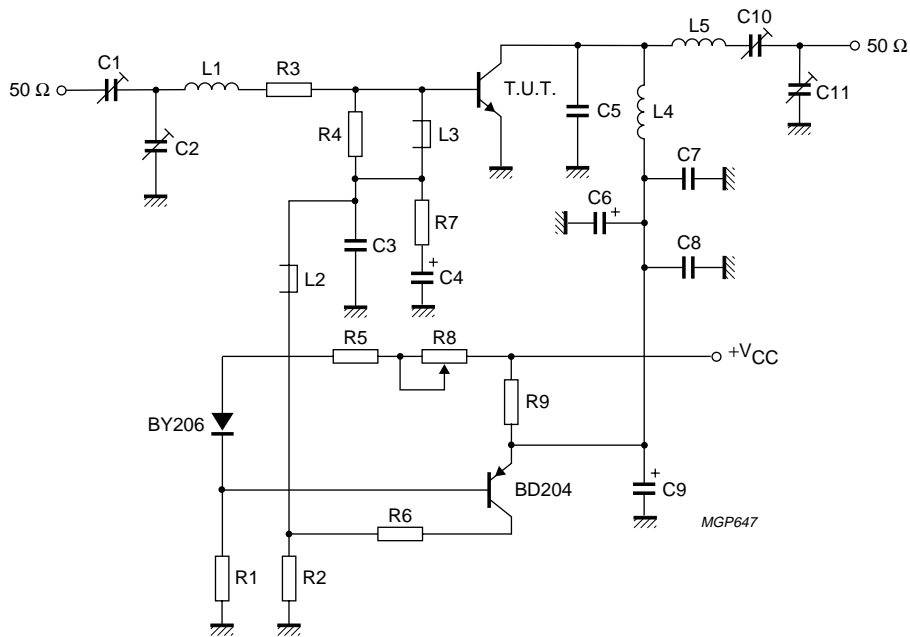 C1
50 Ω
C2
L1
R3
R4
L3
T.U.T.
C5
L5
C10
50 Ω
C11
L4
C7
C6
+
C8
R7
C3
+
C4
L2
R5
R8
+VCC
R9
BY206
BD204
+
C9
R6
MGP647
R1
R2